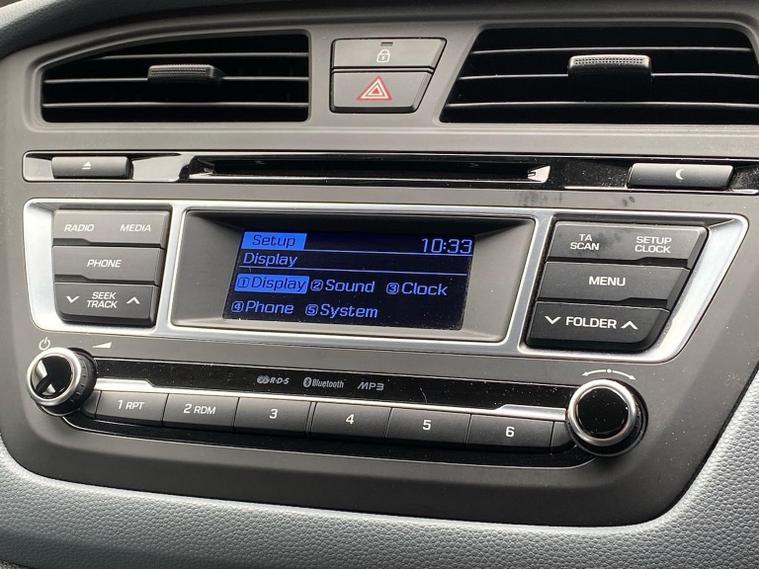 RADIO MEDIA
PHONE
SEEK
TRACK
Setup 10:33
Display
①Display ②Sound ③Clock
④Phone ⑤System
TA SETUP
SCAN CLOCK
MENU
FOLDER
R·D·S Bluetooth MP3
1 RPT 2 RDM 3 4 5 6